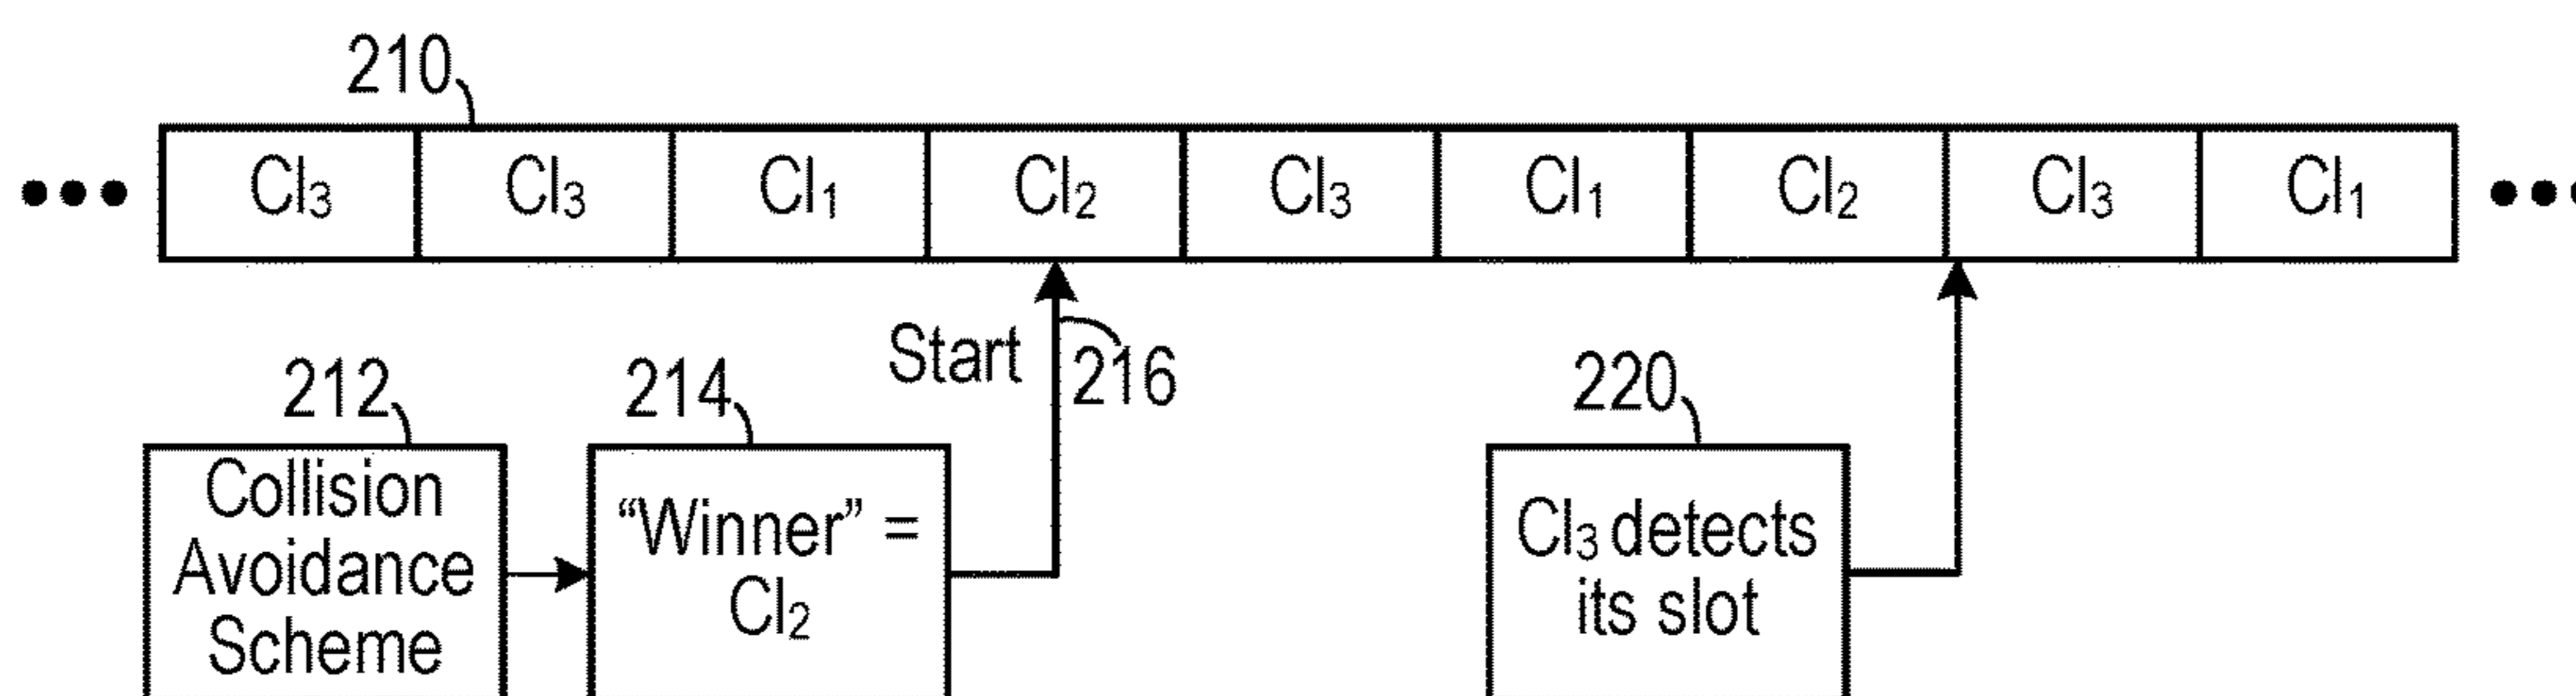 210
••• Cl₃ Cl₃ Cl₁ Cl₂ Cl₃ Cl₁ Cl₂ Cl₃ Cl₁ •••
Start
216
212
214
220
Collision
Avoidance
Scheme
“Winner” =
Cl₂
Cl₃ detects
its slot